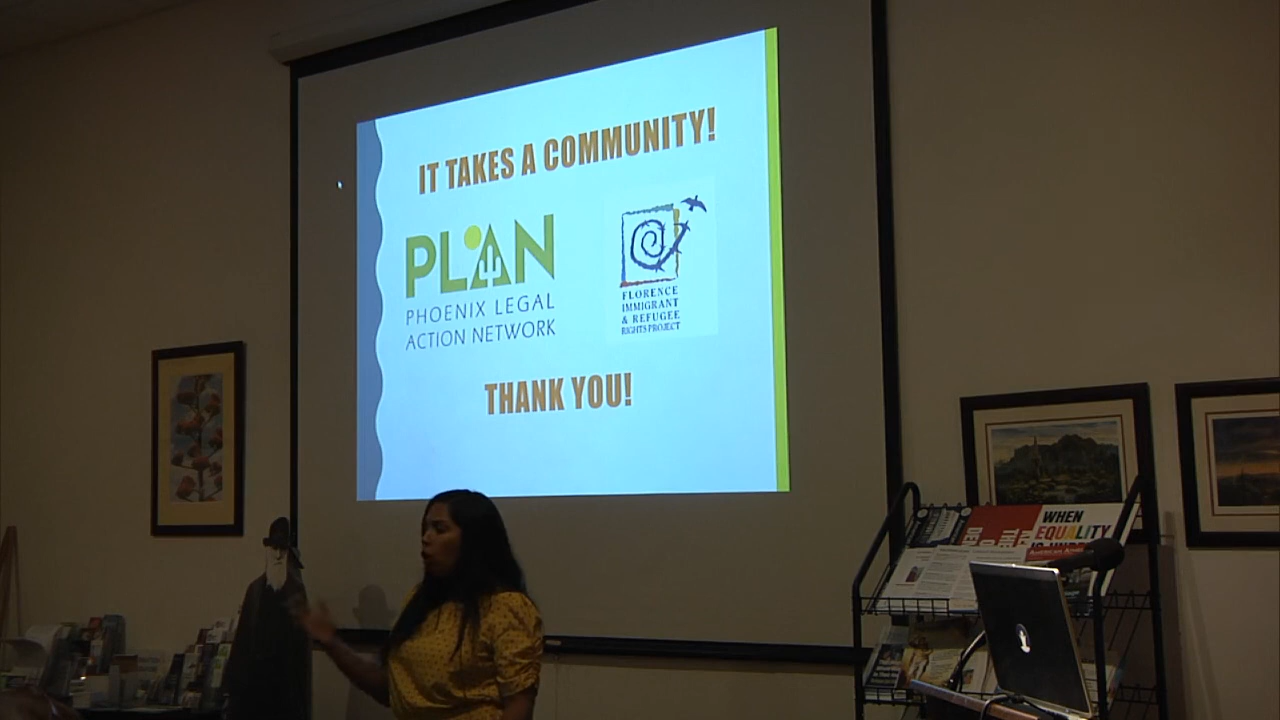 IT TAKES A COMMUNITY!
PLAN
PHOENIX LEGAL
ACTION NETWORK
FLORENCE
IMMIGRANT
& REFUGEE
RIGHTS PROJECT
THANK YOU!
WHEN
EQUALITY